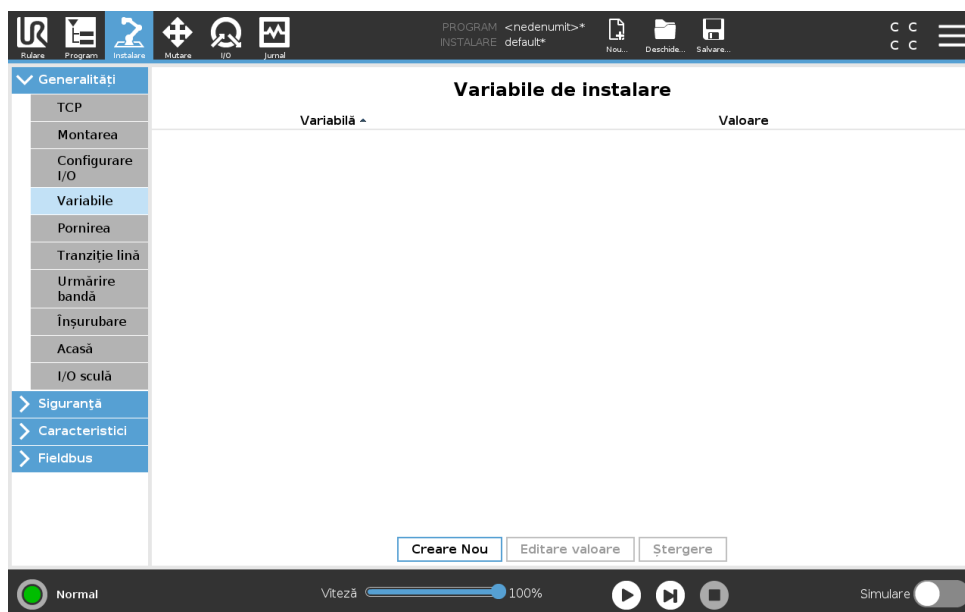 PROGRAM <nedenumit>*
INSTALARE default*
Rulare Program Instalare Mutare I/O Jurnal Nou... Deschide... Salvare...
C C
C C
Generalități
TCP
Montarea
Configurare
I/O
Variabile
Pornirea
Tranziție lină
Urmărire
bandă
Înșurubare
Acasă
I/O sculă
Siguranță
Caracteristici
Fieldbus
Variabile de instalare
Variabilă Valoare
Creare Nou Editare valoare Ștergere
Normal Viteză 100% Simulare